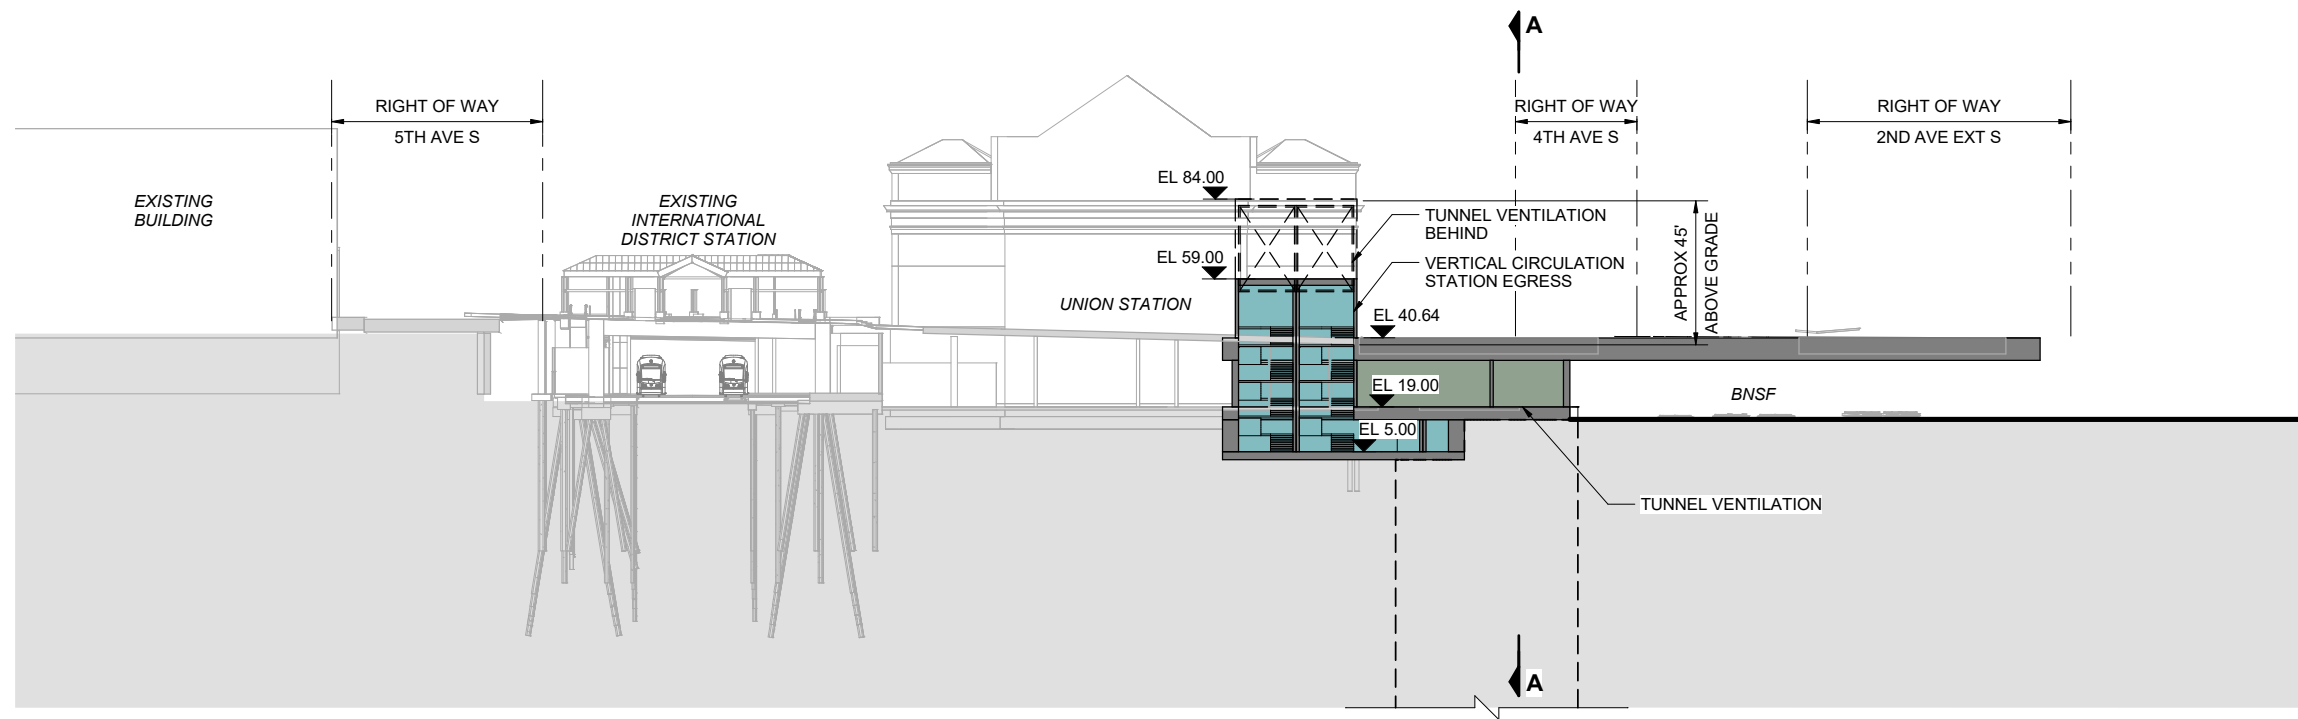 A
RIGHT OF WAY
5TH AVE S
RIGHT OF WAY
4TH AVE S
RIGHT OF WAY
2ND AVE EXT S
EXISTING
BUILDING
EXISTING
INTERNATIONAL
DISTRICT STATION
UNION STATION
EL 84.00
EL 59.00
TUNNEL VENTILATION
BEHIND
VERTICAL CIRCULATION
STATION EGRESS
APPROX 45'
ABOVE GRADE
EL 40.64
EL 19.00
EL 5.00
BNSF
TUNNEL VENTILATION
A